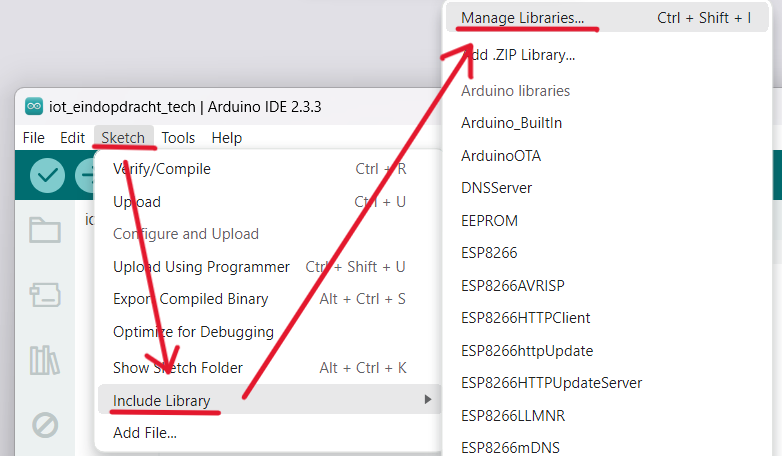 Manage Libraries... Ctrl + Shift + I
Add .ZIP Library...
Arduino libraries
Arduino_BuiltIn
ArduinoOTA
DNSServer
EEPROM
ESP8266
ESP8266AVRISP
ESP8266HTTPClient
ESP8266httpUpdate
ESP8266HTTPUpdateServer
ESP8266LLMNR
ESP8266mDNS
iot_eindopdracht_tech | Arduino IDE 2.3.3
File Edit Sketch Tools Help
Verify/Compile Ctrl + R
Upload Ctrl + U
Configure and Upload
Upload Using Programmer Ctrl + Shift + U
Export Compiled Binary Alt + Ctrl + S
Optimize for Debugging
Show Sketch Folder Alt + Ctrl + K
Include Library
Add File...